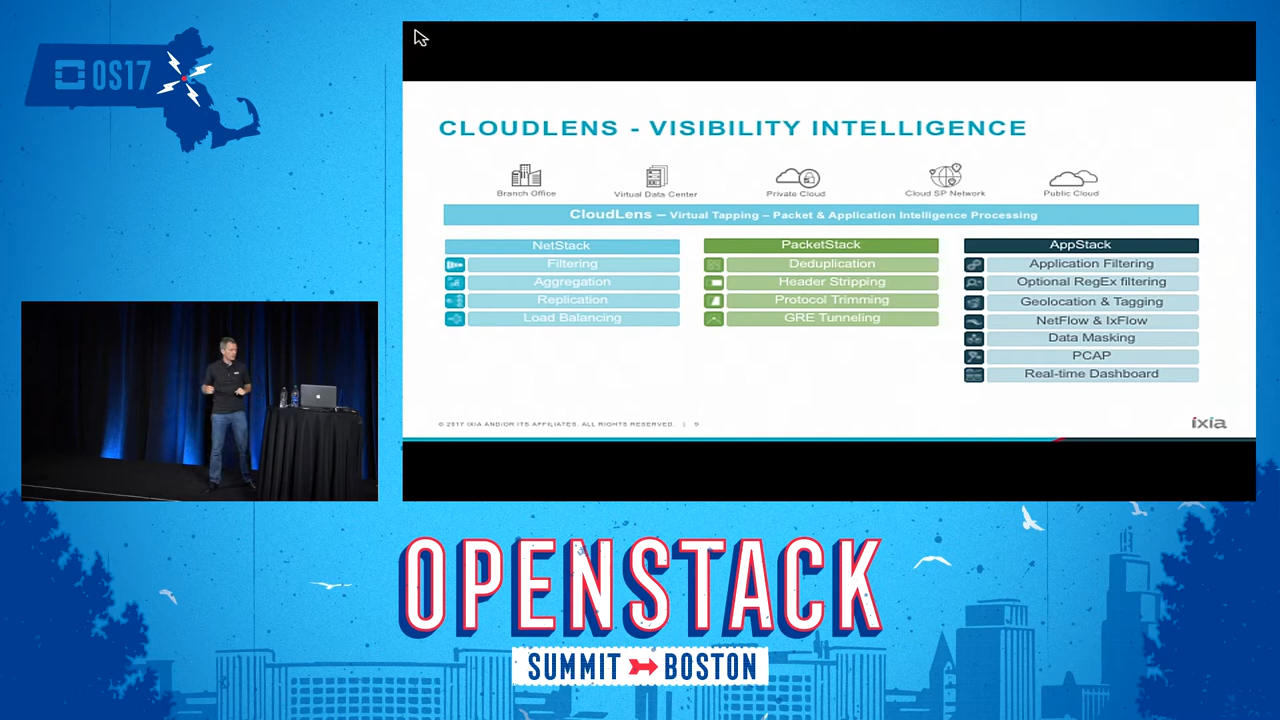 OS17
CLOUDLENS - VISIBILITY INTELLIGENCE
Branch Office
Virtual Data Center
Private Cloud
Cloud SP Network
Public Cloud
CloudLens – Virtual Tapping – Packet & Application Intelligence Processing
NetStack
Filtering
Aggregation
Replication
Load Balancing
PacketStack
Deduplication
Header Stripping
Protocol Trimming
GRE Tunneling
AppStack
Application Filtering
Optional RegEx filtering
Geolocation & Tagging
NetFlow & IxFlow
Data Masking
PCAP
Real-time Dashboard
© 2017 IXIA AND/OR ITS AFFILIATES. ALL RIGHTS RESERVED. | 9
ixia
OPENSTACK
SUMMIT BOSTON